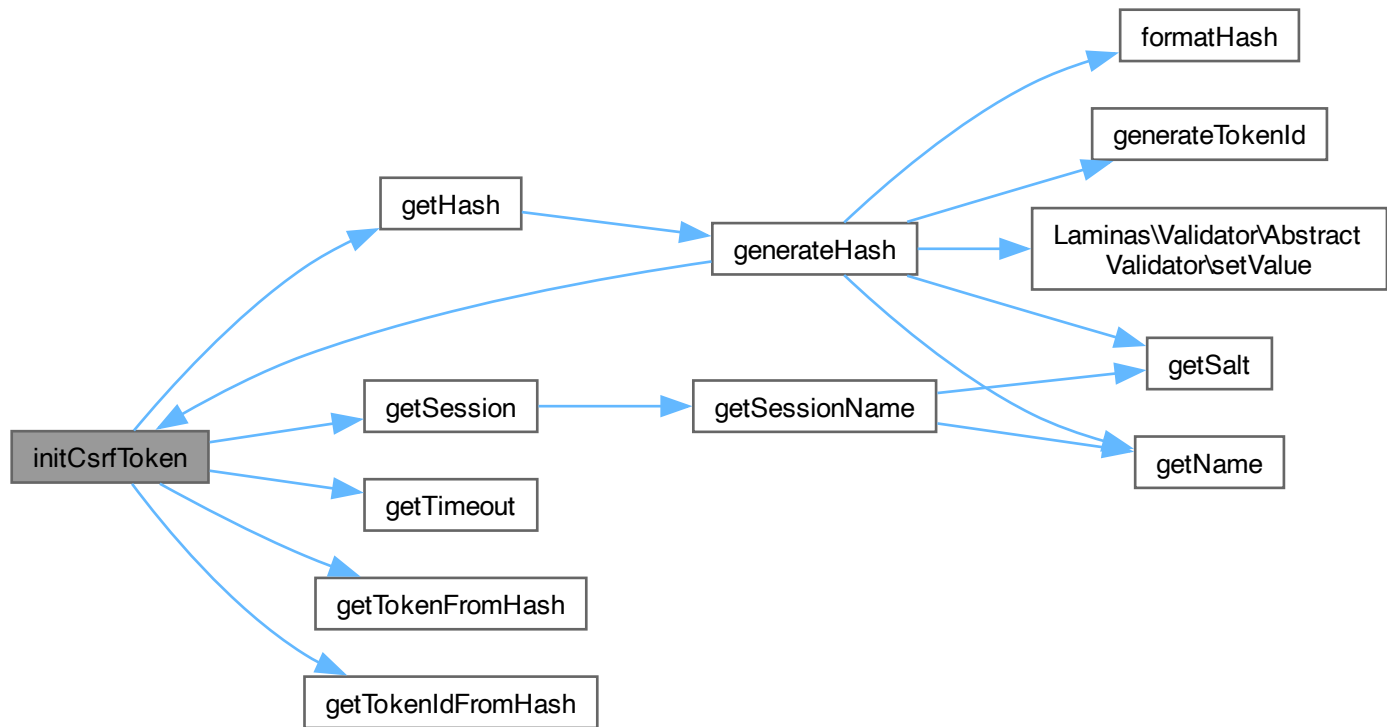 formatHash
generateTokenId
getHash
generateHash
Laminas\Validator\Abstract
Validator\setValue
getSalt
getSession
getSessionName
initCsrfToken
getName
getTimeout
getTokenFromHash
getTokenIdFromHash